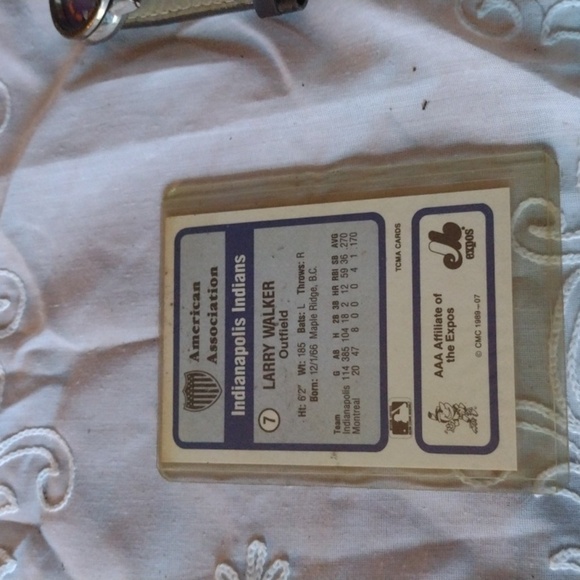 American
Association
Indianapolis Indians
7 LARRY WALKER
Outfield
Ht: 6'2" Wt: 185 Bats: L Throws: R
Born: 12/1/66 Maple Ridge, B.C.
Team G AB H 2B 3B HR RBI SB AVG
Indianapolis 114 385 104 18 2 12 59 36 .270
Montreal 20 47 8 0 0 0 4 1 .170
TCMA CARDS
AAA Affiliate of
the Expos
expos
© CMC 1989-07